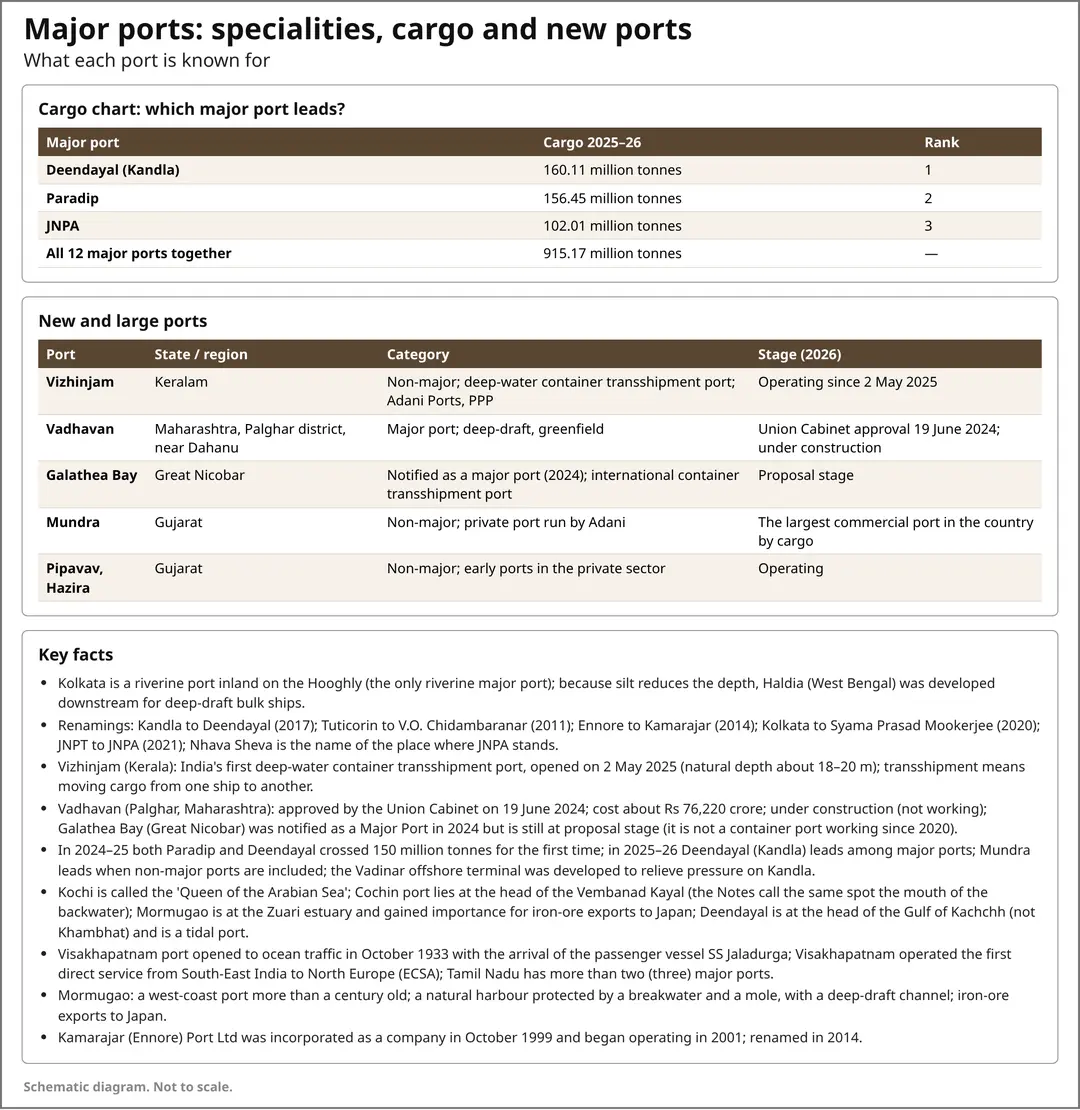 Major ports: specialities, cargo and new ports
What each port is known for
Cargo chart: which major port leads?
Major port Cargo 2025–26 Rank
Deendayal (Kandla) 160.11 million tonnes 1
Paradip 156.45 million tonnes 2
JNPA 102.01 million tonnes 3
All 12 major ports together 915.17 million tonnes —
New and large ports
Port State / region Category Stage (2026)
Vizhinjam Keralam Non-major; deep-water container transshipment port; Operating since 2 May 2025
Adani Ports, PPP
Vadhavan Maharashtra, Palghar district, Major port; deep-draft, greenfield Union Cabinet approval 19 June 2024;
near Dahanu under construction
Galathea Bay Great Nicobar Notified as a major port (2024); international container Proposal stage
transshipment port
Mundra Gujarat Non-major; private port run by Adani The largest commercial port in the country
by cargo
Pipavav, Gujarat Non-major; early ports in the private sector Operating
Hazira
Key facts
• Kolkata is a riverine port inland on the Hooghly (the only riverine major port); because silt reduces the depth, Haldia (West Bengal) was developed
downstream for deep-draft bulk ships.
• Renamings: Kandla to Deendayal (2017); Tuticorin to V.O. Chidambaranar (2011); Ennore to Kamarajar (2014); Kolkata to Syama Prasad Mookerjee (2020);
JNPT to JNPA (2021); Nhava Sheva is the name of the place where JNPA stands.
• Vizhinjam (Kerala): India's first deep-water container transshipment port, opened on 2 May 2025 (natural depth about 18–20 m); transshipment means
moving cargo from one ship to another.
• Vadhavan (Palghar, Maharashtra): approved by the Union Cabinet on 19 June 2024; cost about Rs 76,220 crore; under construction (not working);
Galathea Bay (Great Nicobar) was notified as a Major Port in 2024 but is still at proposal stage (it is not a container port working since 2020).
• In 2024–25 both Paradip and Deendayal crossed 150 million tonnes for the first time; in 2025–26 Deendayal (Kandla) leads among major ports; Mundra
leads when non-major ports are included; the Vadinar offshore terminal was developed to relieve pressure on Kandla.
• Kochi is called the 'Queen of the Arabian Sea'; Cochin port lies at the head of the Vembanad Kayal (the Notes call the same spot the mouth of the
backwater); Mormugao is at the Zuari estuary and gained importance for iron-ore exports to Japan; Deendayal is at the head of the Gulf of Kachchh (not
Khambhat) and is a tidal port.
• Visakhapatnam port opened to ocean traffic in October 1933 with the arrival of the passenger vessel SS Jaladurga; Visakhapatnam operated the first
direct service from South-East India to North Europe (ECSA); Tamil Nadu has more than two (three) major ports.
• Mormugao: a west-coast port more than a century old; a natural harbour protected by a breakwater and a mole, with a deep-draft channel; iron-ore
exports to Japan.
• Kamarajar (Ennore) Port Ltd was incorporated as a company in October 1999 and began operating in 2001; renamed in 2014.
Schematic diagram. Not to scale.